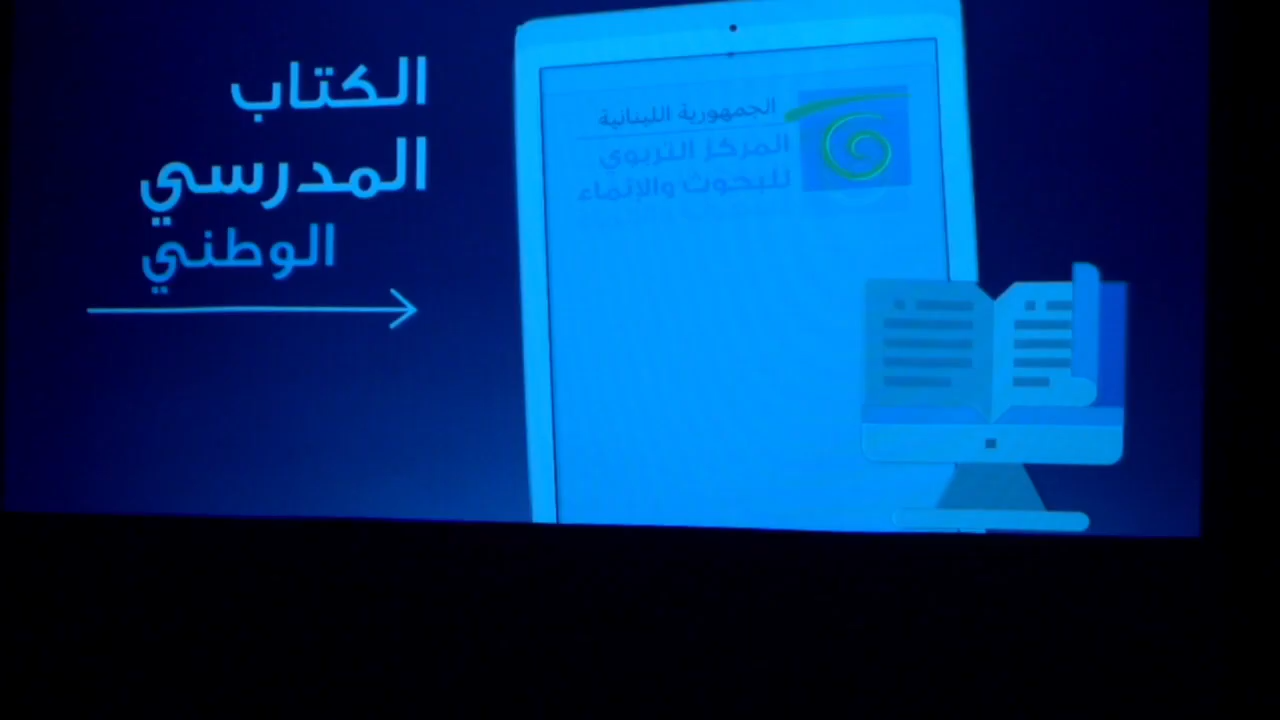 الكتاب
المدرسي
الوطني
الجمهورية اللبنانية
المركز التربوي
للبحوث والإنماء